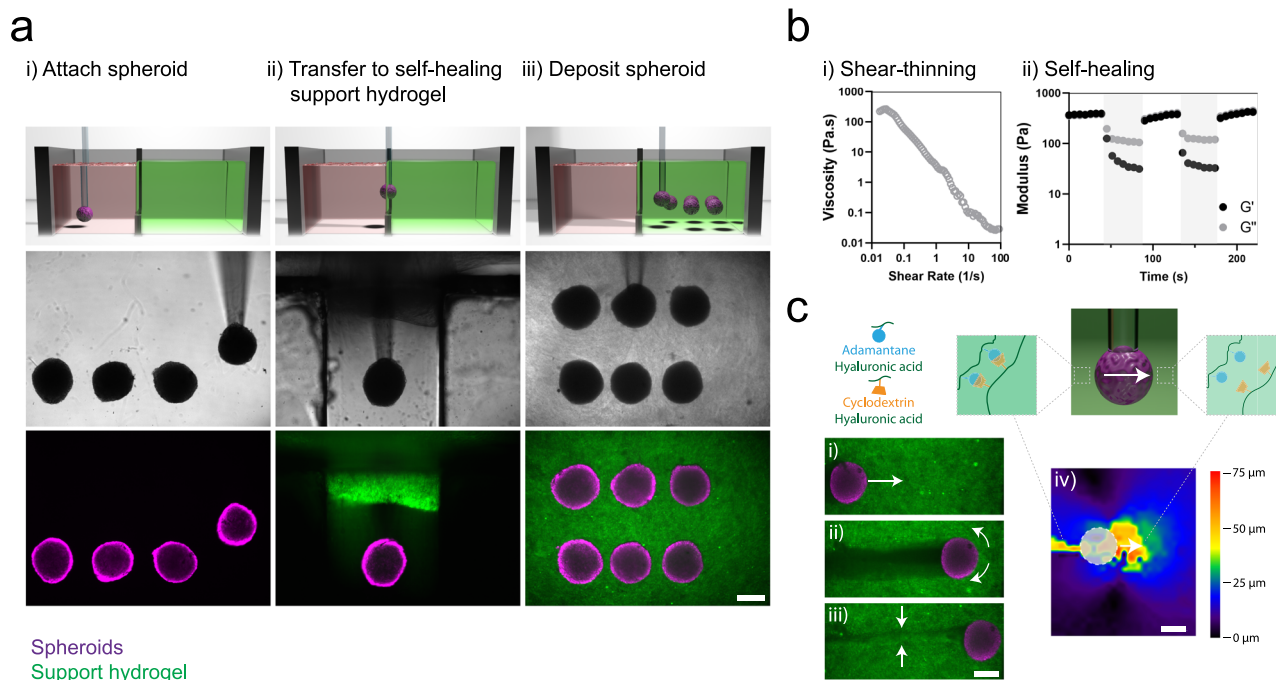 a
i) Attach spheroid
ii) Transfer to self-healing
support hydrogel
iii) Deposit spheroid
Spheroids
Support hydrogel
b
i) Shear-thinning
Viscosity (Pa.s)
1000
100
10
1
0.1
0.01
0.01
0.1
1
10
100
Shear Rate (1/s)
ii) Self-healing
Modulus (Pa)
1000
100
10
1
0
100
200
Time (s)
G'
G"
c
Adamantane
Hyaluronic acid
Cyclodextrin
Hyaluronic acid
i)
ii)
iii)
iv)
75 µm
50 µm
25 µm
0 µm